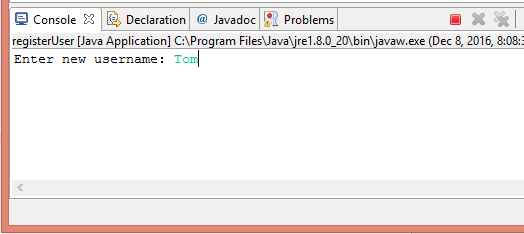 Console Declaration @ Javadoc Problems
registerUser [Java Application] C:\Program Files\Java\jre1.8.0_20\bin\javaw.exe (Dec 8, 2016, 8:08:3
Enter new username: Tom